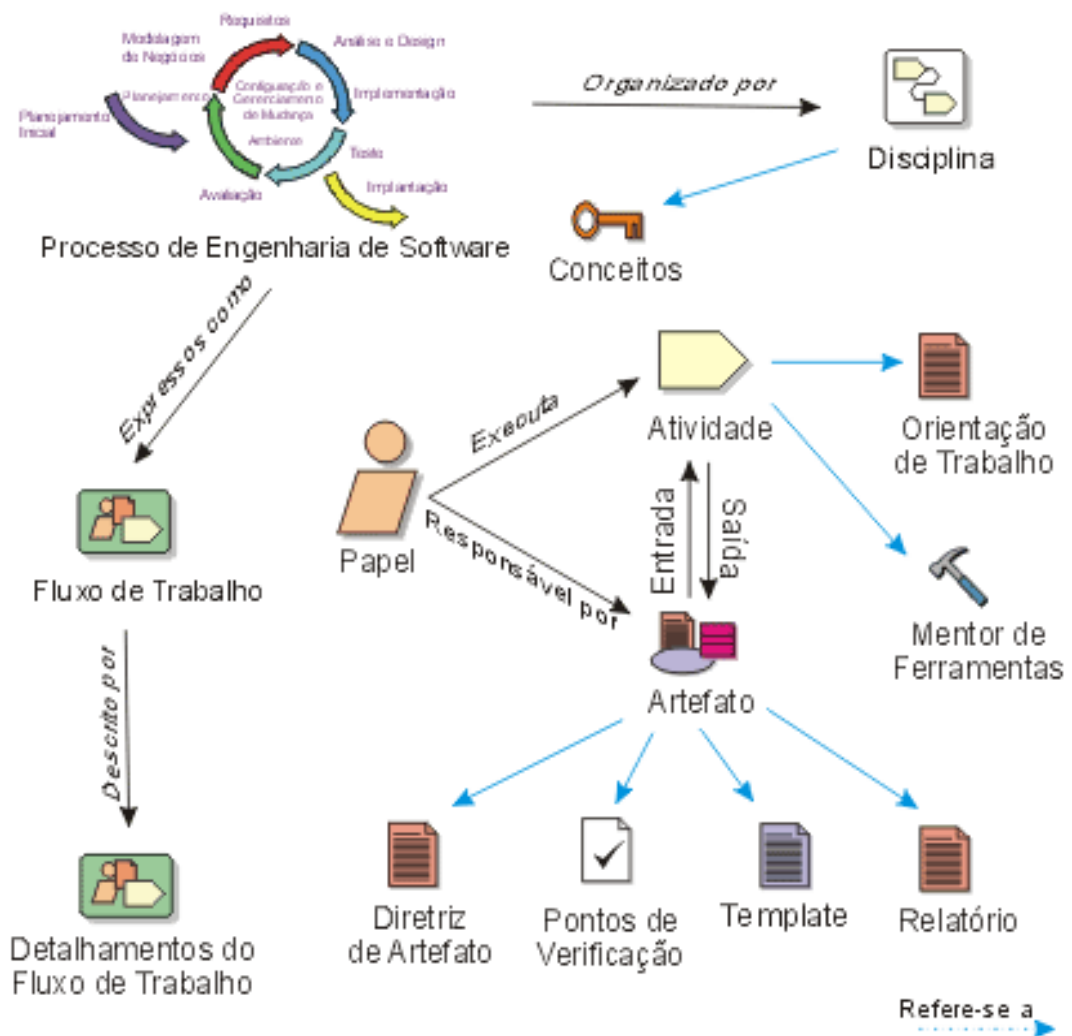 Requisitos
Modelagem
de Negócios
Análise e Design
Planejamento
Configuração e
Gerenciamento
de Mudança
Implementação
Planejamento
Inicial
Ambiente
Teste
Avaliação
Implantação
Organizado por
Disciplina
Processo de Engenharia de Software
Conceitos
Expressos como
Executa
Atividade
Orientação
de Trabalho
Papel
Responsável por
Entrada
Saída
Fluxo de Trabalho
Mentor de
Ferramentas
Artefato
Descrito por
Diretriz
de Artefato
Pontos de
Verificação
Template
Relatório
Detalhamentos do
Fluxo de Trabalho
Refere-se a